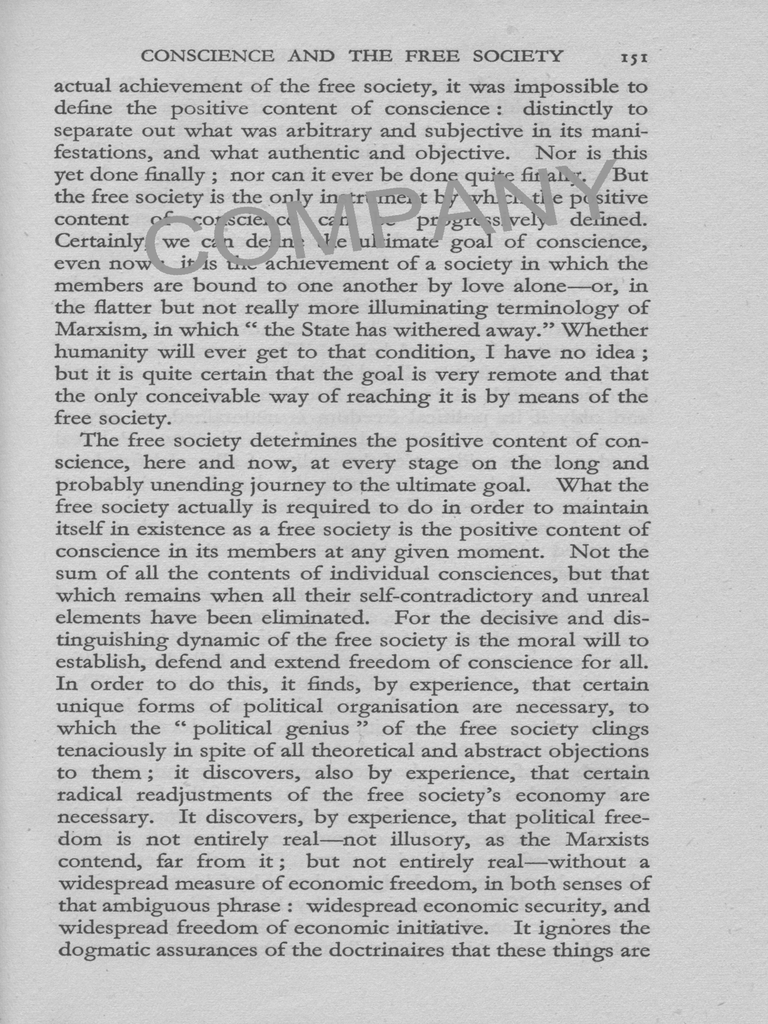 CONSCIENCE AND THE FREE SOCIETY 151
actual achievement of the free society, it was impossible to
define the positive content of conscience : distinctly to
separate out what was arbitrary and subjective in its mani-
festations, and what authentic and objective. Nor is this
yet done finally ; nor can it ever be done quite finally. But
the free society is the only instrument by which the positive
content of conscience can be progressively defined.
Certainly, we can define the ultimate goal of conscience,
even now : it is the achievement of a society in which the
members are bound to one another by love alone—or, in
the flatter but not really more illuminating terminology of
Marxism, in which “ the State has withered away.” Whether
humanity will ever get to that condition, I have no idea ;
but it is quite certain that the goal is very remote and that
the only conceivable way of reaching it is by means of the
free society.
The free society determines the positive content of con-
science, here and now, at every stage on the long and
probably unending journey to the ultimate goal. What the
free society actually is required to do in order to maintain
itself in existence as a free society is the positive content of
conscience in its members at any given moment. Not the
sum of all the contents of individual consciences, but that
which remains when all their self-contradictory and unreal
elements have been eliminated. For the decisive and dis-
tinguishing dynamic of the free society is the moral will to
establish, defend and extend freedom of conscience for all.
In order to do this, it finds, by experience, that certain
unique forms of political organisation are necessary, to
which the “ political genius ” of the free society clings
tenaciously in spite of all theoretical and abstract objections
to them ; it discovers, also by experience, that certain
radical readjustments of the free society's economy are
necessary. It discovers, by experience, that political free-
dom is not entirely real—not illusory, as the Marxists
contend, far from it ; but not entirely real—without a
widespread measure of economic freedom, in both senses of
that ambiguous phrase : widespread economic security, and
widespread freedom of economic initiative. It ignores the
dogmatic assurances of the doctrinaires that these things are
COMPANY